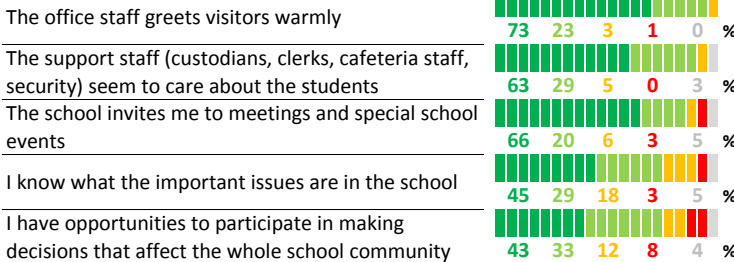 The office staff greets visitors warmly
73 23 3 1 0 %
The support staff (custodians, clerks, cafeteria staff,
security) seem to care about the students
63 29 5 0 3 %
The school invites me to meetings and special school
events
66 20 6 3 5 %
I know what the important issues are in the school
45 29 18 3 5 %
I have opportunities to participate in making
decisions that affect the whole school community
43 33 12 8 4 %